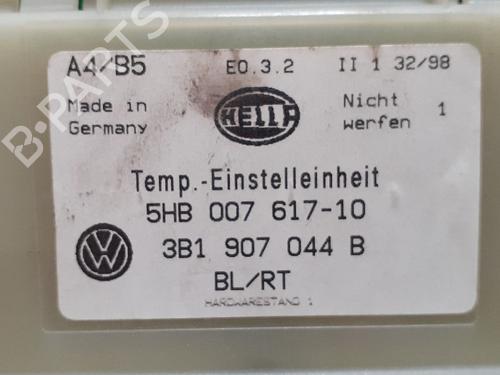 A4/B5 E0.3.2 II 1 32/98
Made in Germany
HELLA
Nicht werfen 1
Temp.-Einstelleinheit
5HB 007 617-10
VW
3B1 907 044 B
BL/RT
HARDWARESTAND 1
B-PARTS